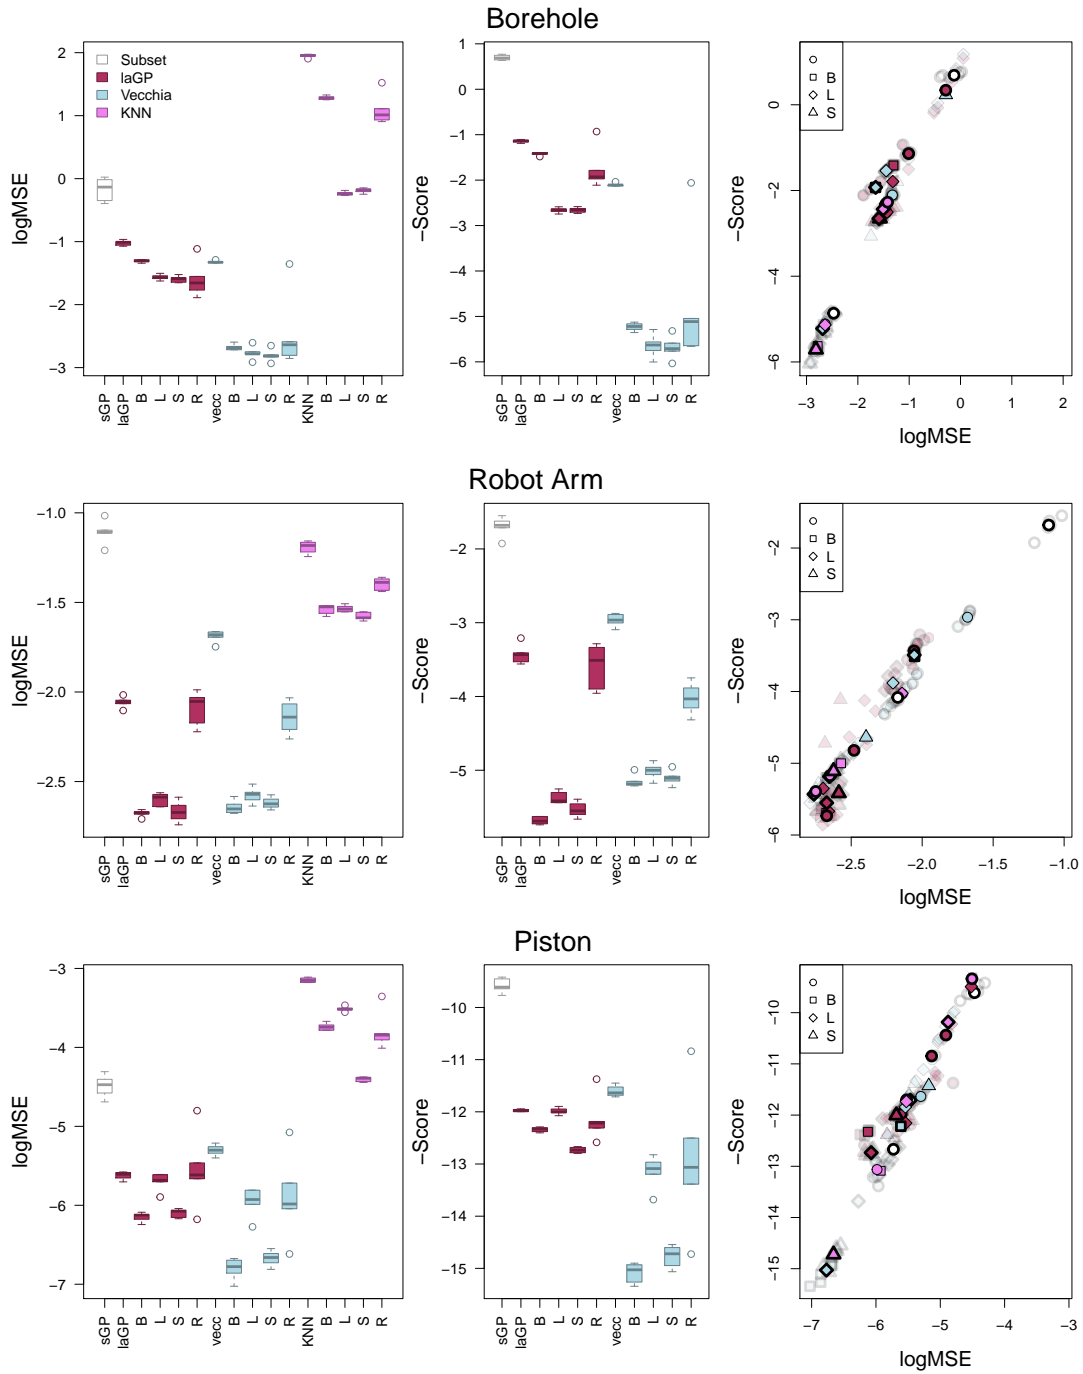 Borehole
logMSE
2
1
0
−1
−2
−3
Subset
laGP
Vecchia
KNN
sGP
laGP
B
L
S
R
vecc
B
L
S
R
KNN
B
L
S
R
−Score
1
0
−1
−2
−3
−4
−5
−6
sGP
laGP
B
L
S
R
vecc
B
L
S
R
−Score
0
−2
−4
−6
B
L
S
−3 −2 −1 0 1 2
logMSE
Robot Arm
logMSE
−1.0
−1.5
−2.0
−2.5
sGP
laGP
B
L
S
R
vecc
B
L
S
R
KNN
B
L
S
R
−Score
−2
−3
−4
−5
sGP
laGP
B
L
S
R
vecc
B
L
S
R
−Score
−2
−3
−4
−5
−6
B
L
S
−2.5 −2.0 −1.5 −1.0
logMSE
Piston
logMSE
−3
−4
−5
−6
−7
sGP
laGP
B
L
S
R
vecc
B
L
S
R
KNN
B
L
S
R
−Score
−10
−11
−12
−13
−14
−15
sGP
laGP
B
L
S
R
vecc
B
L
S
R
−Score
−10
−11
−12
−13
−14
−15
B
L
S
−7 −6 −5 −4 −3
logMSE